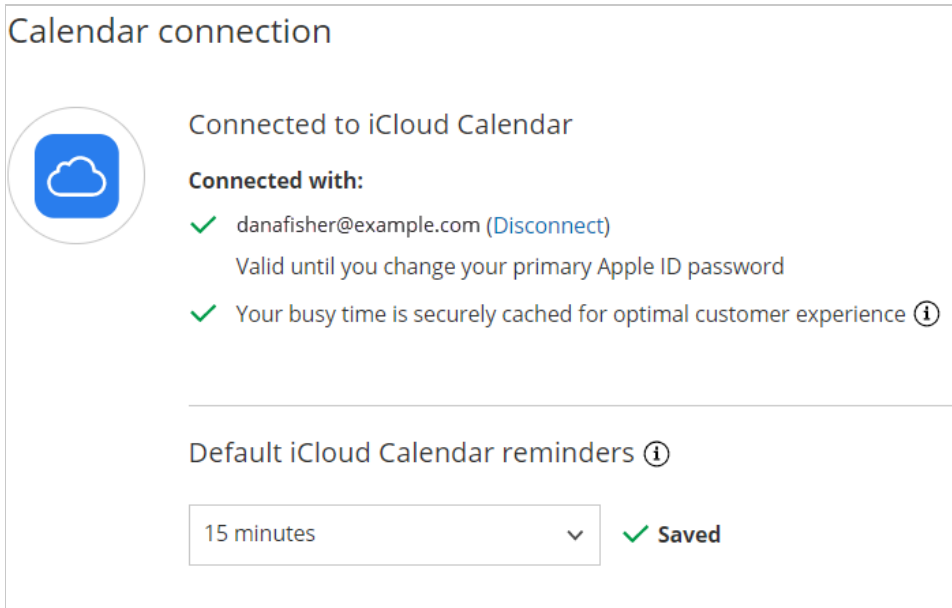 Calendar connection
Connected to iCloud Calendar
Connected with:
danafisher@example.com (Disconnect)
Valid until you change your primary Apple ID password
Your busy time is securely cached for optimal customer experience
Default iCloud Calendar reminders
15 minutes
Saved